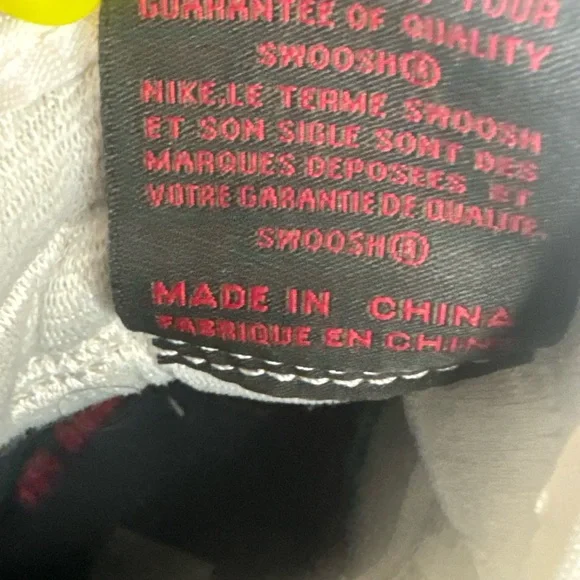 YOUR
GUARANTEE OF QUALITY
SWOOSH®
NIKE,LE TERME SWOOSH
ET SON SIGLE SONT DES
MARQUES DEPOSEES ET
VOTRE GARANTIE DE QUALITE.
SWOOSH®
MADE IN CHINA
FABRIQUE EN CHINE